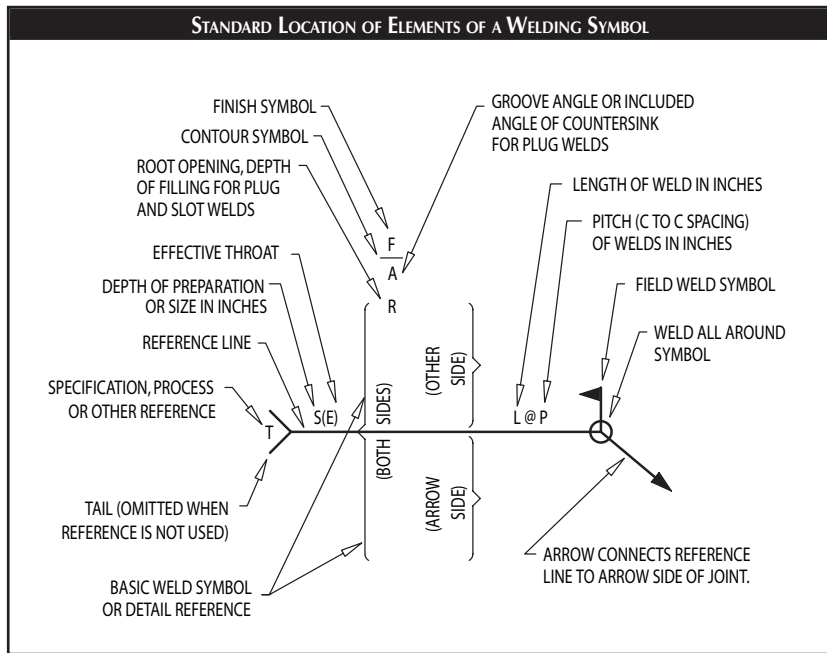 STANDARD LOCATION OF ELEMENTS OF A WELDING SYMBOL
FINISH SYMBOL
CONTOUR SYMBOL
ROOT OPENING, DEPTH
OF FILLING FOR PLUG
AND SLOT WELDS
EFFECTIVE THROAT
DEPTH OF PREPARATION
OR SIZE IN INCHES
REFERENCE LINE
SPECIFICATION, PROCESS
OR OTHER REFERENCE
TAIL (OMITTED WHEN
REFERENCE IS NOT USED)
BASIC WELD SYMBOL
OR DETAIL REFERENCE
GROOVE ANGLE OR INCLUDED
ANGLE OF COUNTERSINK
FOR PLUG WELDS
LENGTH OF WELD IN INCHES
PITCH (C TO C SPACING)
OF WELDS IN INCHES
FIELD WELD SYMBOL
WELD ALL AROUND
SYMBOL
ARROW CONNECTS REFERENCE
LINE TO ARROW SIDE OF JOINT.
F
A
R
T
S(E)
(BOTH SIDES)
(OTHER
SIDE)
(ARROW
SIDE)
L @ P